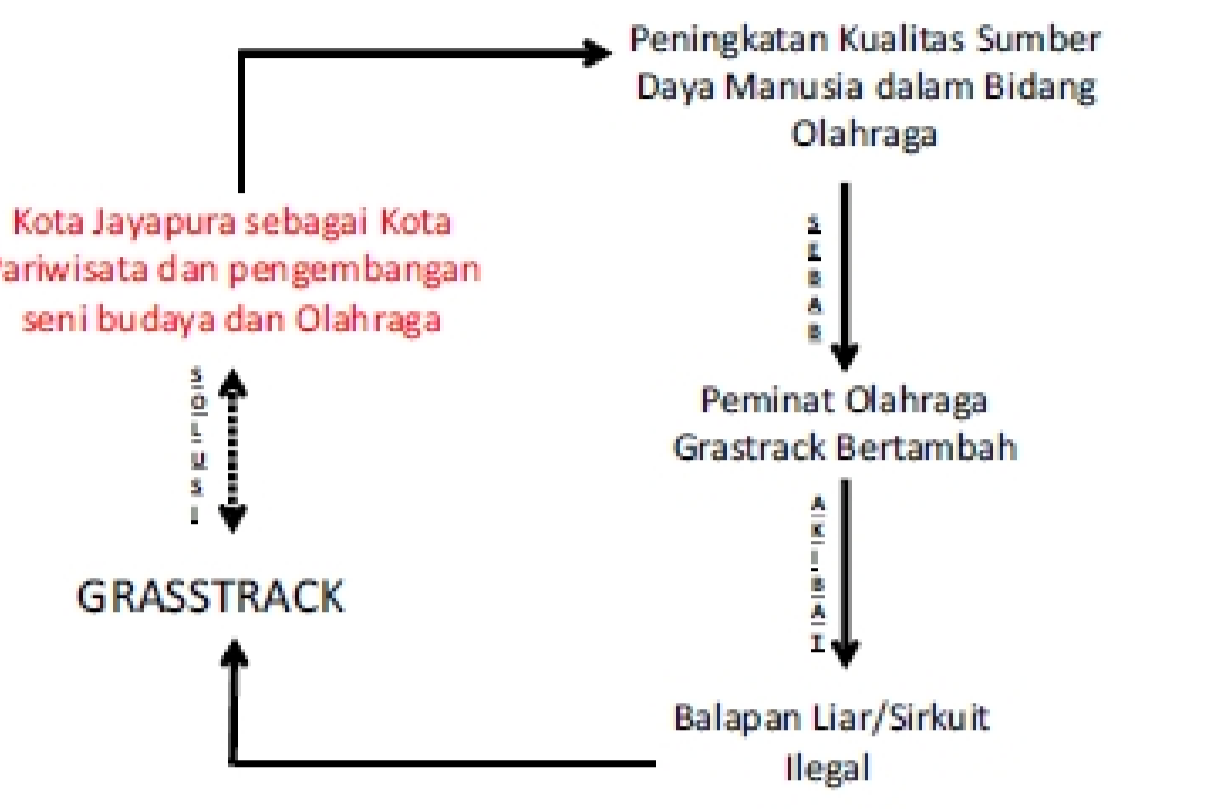 Peningkatan Kualitas Sumber
Daya Manusia dalam Bidang
Olahraga
Kota Jayapura sebagai Kota
Pariwisata dan pengembangan
seni budaya dan Olahraga
SEBAB
Peminat Olahraga
Grastrack Bertambah
SOLUSI
AKIBAT
GRASSTRACK
Balapan Liar/Sirkuit
Ilegal